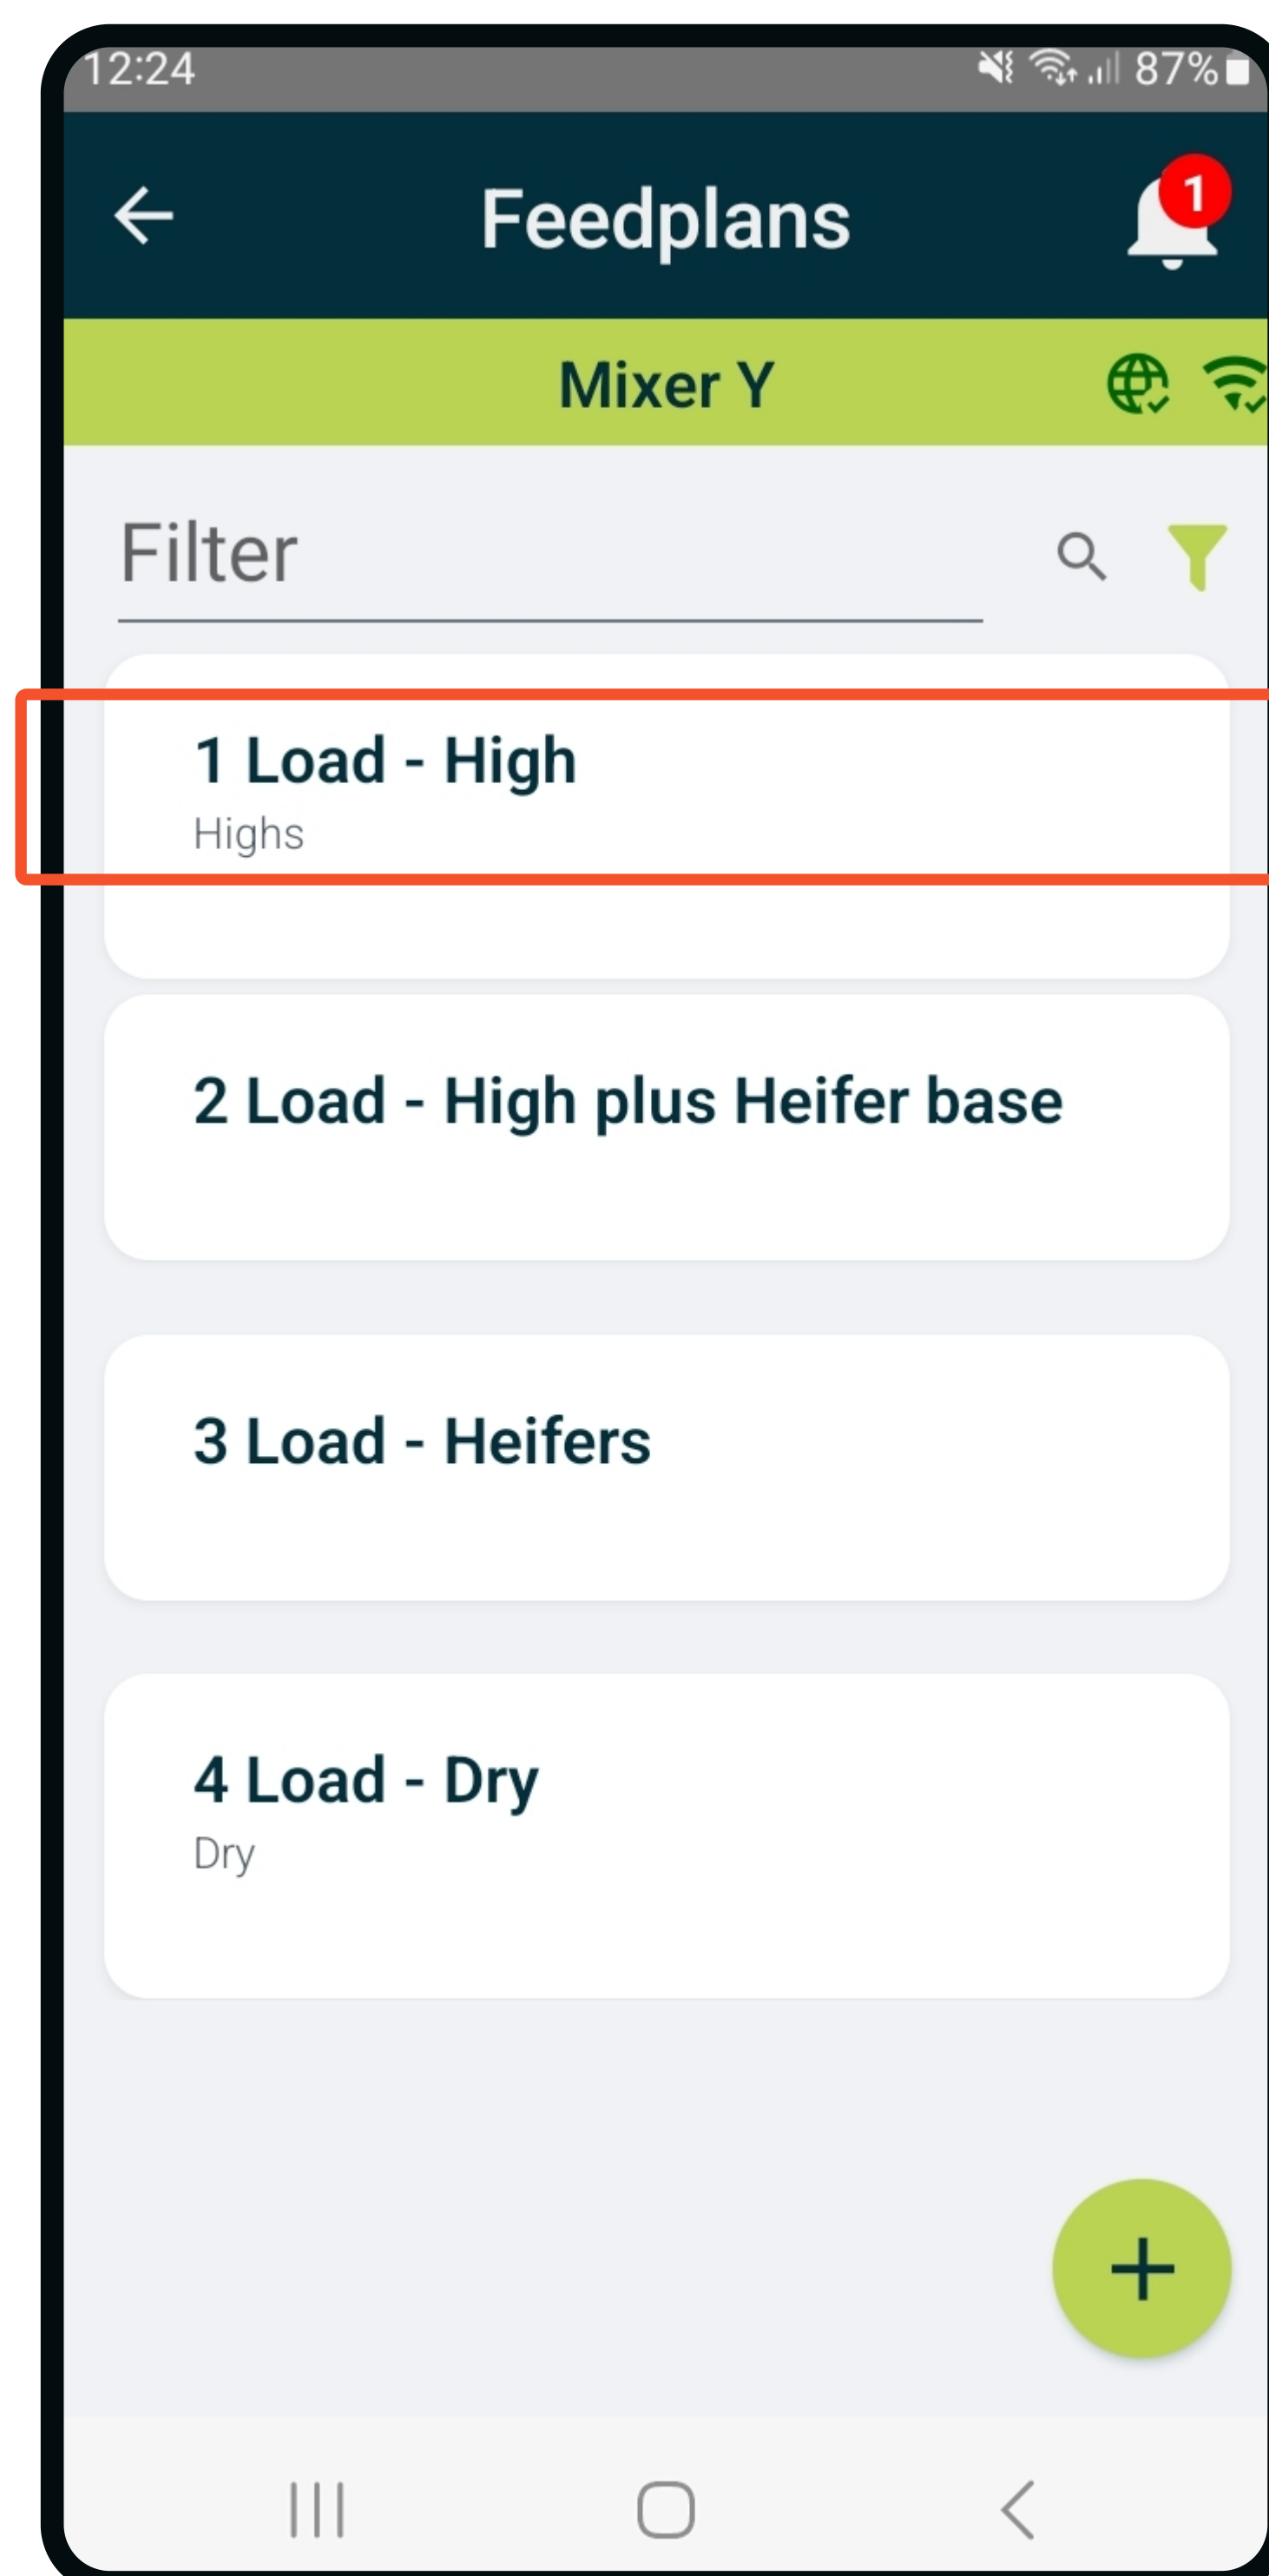 12:24
87%
Feedplans
1
Mixer Y
Filter
1 Load - High
Highs
2 Load - High plus Heifer base
3 Load - Heifers
4 Load - Dry
Dry